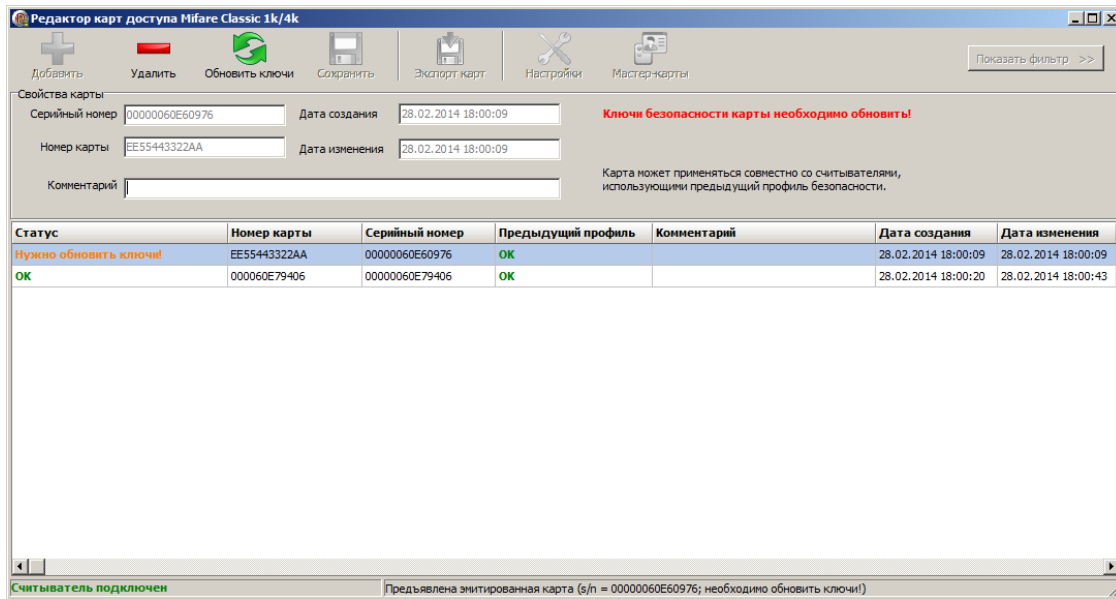 Редактор карт доступа Mifare Classic 1k/4k
Добавить Удалить Обновить ключи Сохранить Экспорт карт Настройки Мастер-карты Показать фильтр >>
Свойства карты
Серийный номер 00000060E60976 Дата создания 28.02.2014 18:00:09 Ключи безопасности карты необходимо обновить!
Номер карты EE55443322AA Дата изменения 28.02.2014 18:00:09
Карта может применяться совместно со считывателями,
Комментарий использующими предыдущий профиль безопасности.
Статус Номер карты Серийный номер Предыдущий профиль Комментарий Дата создания Дата изменения
Нужно обновить ключи! EE55443322AA 00000060E60976 OK 28.02.2014 18:00:09 28.02.2014 18:00:09
OK 000060E79406 00000060E79406 OK 28.02.2014 18:00:20 28.02.2014 18:00:43
Считыватель подключен Предъявлена эмитированная карта (s/n = 00000060E60976; необходимо обновить ключи!)